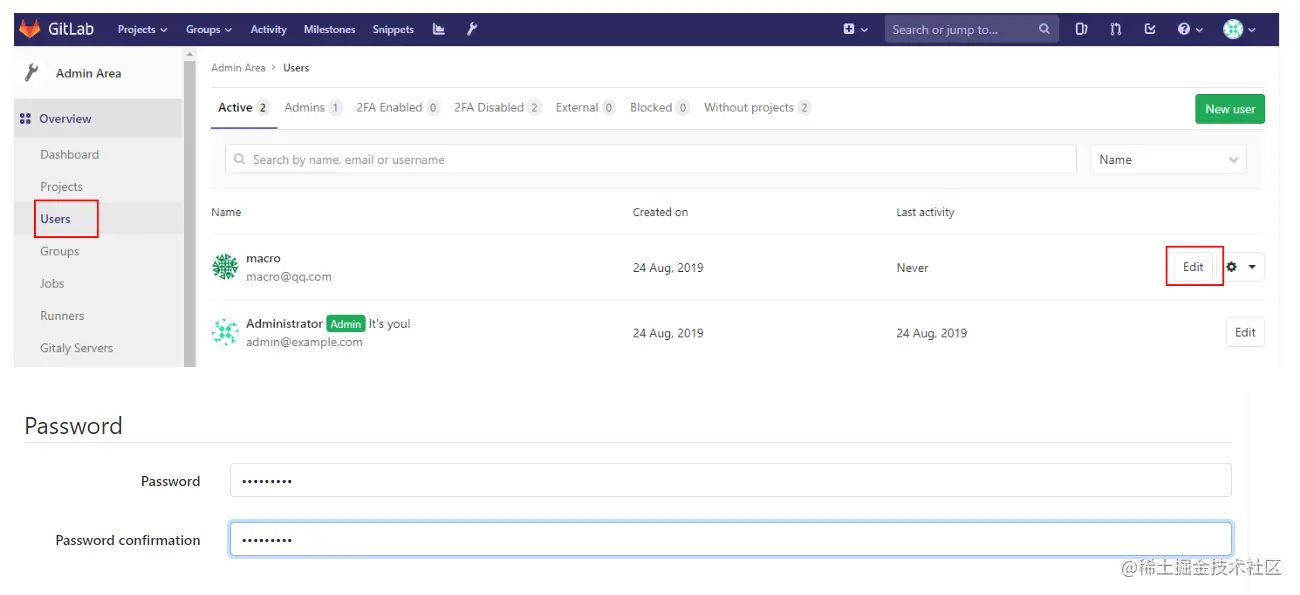 GitLab Projects Groups Activity Milestones Snippets Search or jump to...
Admin Area
Admin Area > Users
Active 2 Admins 1 2FA Enabled 0 2FA Disabled 2 External 0 Blocked 0 Without projects 2 New user
Overview
Search by name, email or username Name
Dashboard
Projects
Users
Groups
Jobs
Runners
Gitaly Servers
Name Created on Last activity
macro
macro@qq.com
24 Aug, 2019 Never Edit
Administrator Admin It's you!
admin@example.com
24 Aug, 2019 24 Aug, 2019 Edit
Password
Password •••••••••
Password confirmation •••••••••
@稀土掘金技术社区